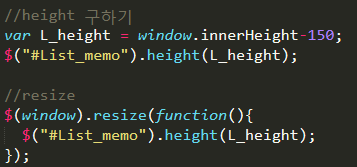 //height 구하기
var L_height = window.innerHeight-150;
$("#List_memo").height(L_height);

//resize
$(window).resize(function(){
  $("#List_memo").height(L_height);
});